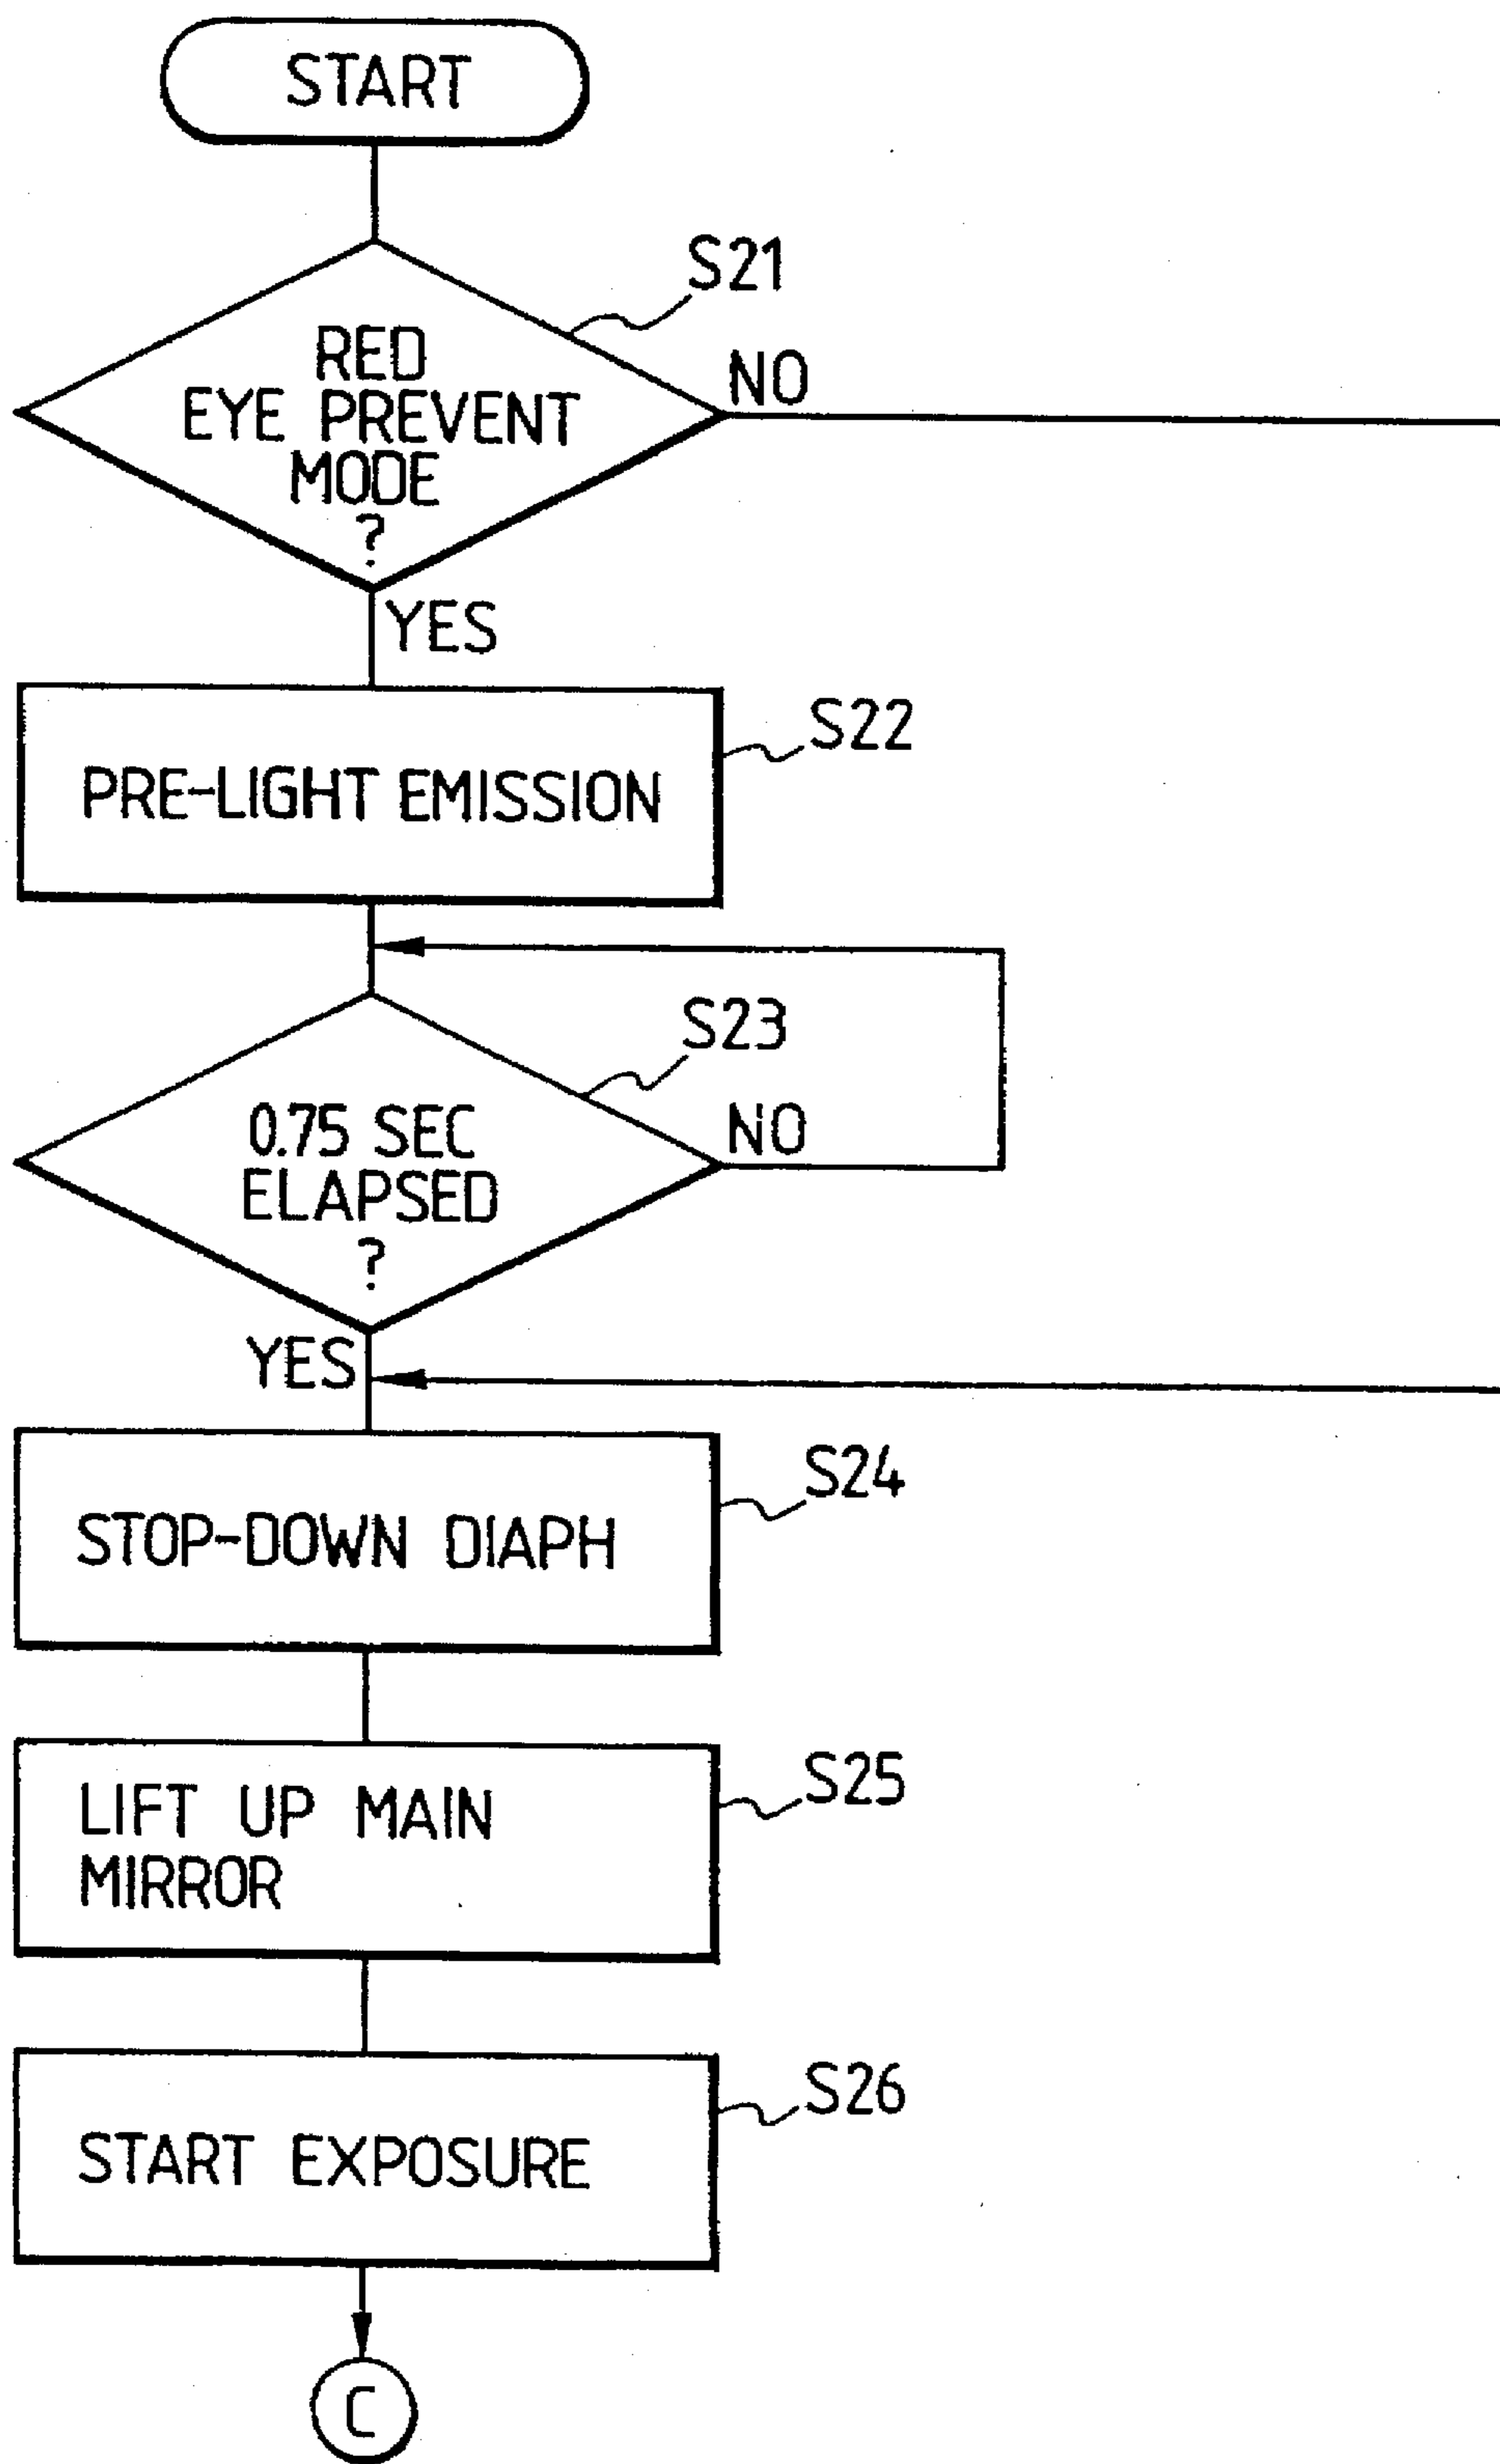 START
S21
RED
EYE PREVENT
MODE
?
NO
YES
S22
PRE-LIGHT EMISSION
S23
0.75 SEC
ELAPSED
?
NO
YES
S24
STOP-DOWN DIAPH
S25
LIFT UP MAIN
MIRROR
S26
START EXPOSURE
C